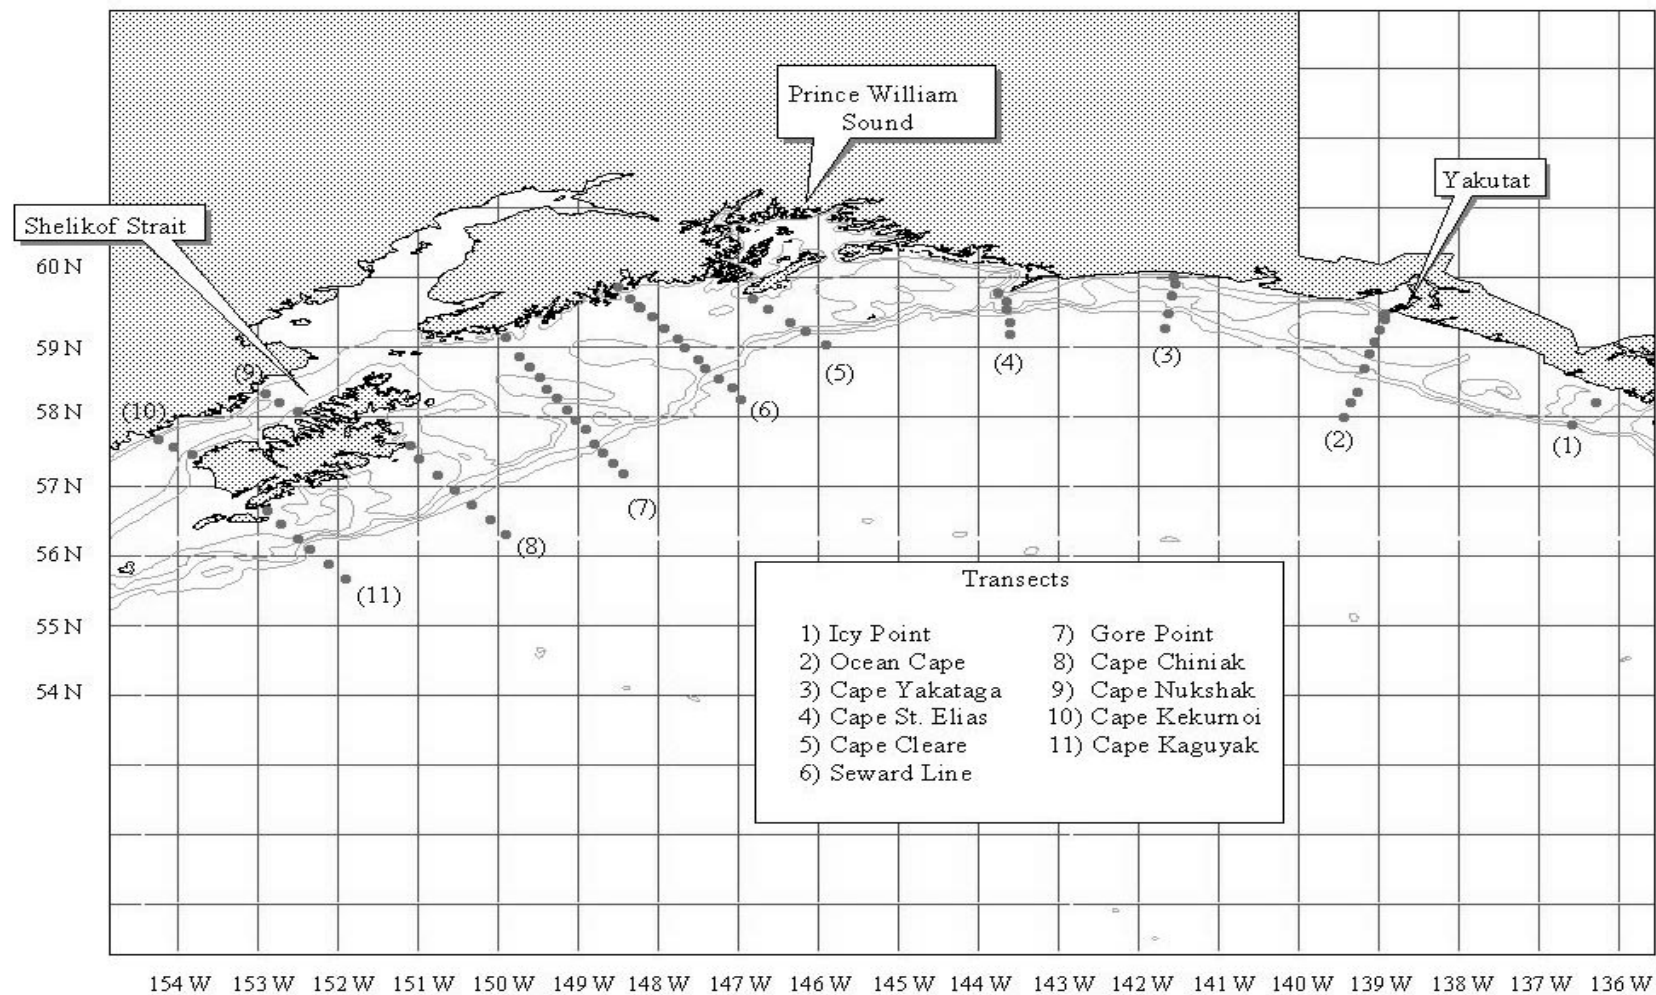 Prince William
Sound
Yakutat
Shelikof Strait
60 N
59 N
(9)
(5)
(4)
(3)
58 N
(10)
(6)
(2)
(1)
57 N
(7)
56 N
(8)
(11)
55 N
54 N
Transects
1) Icy Point
2) Ocean Cape
3) Cape Yakataga
4) Cape St. Elias
5) Cape Cleare
6) Seward Line
7) Gore Point
8) Cape Chiniak
9) Cape Nukshak
10) Cape Kekurnoi
11) Cape Kaguyak
154 W 153 W 152 W 151 W 150 W 149 W 148 W 147 W 146 W 145 W 144 W 143 W 142 W 141 W 140 W 139 W 138 W 137 W 136 W